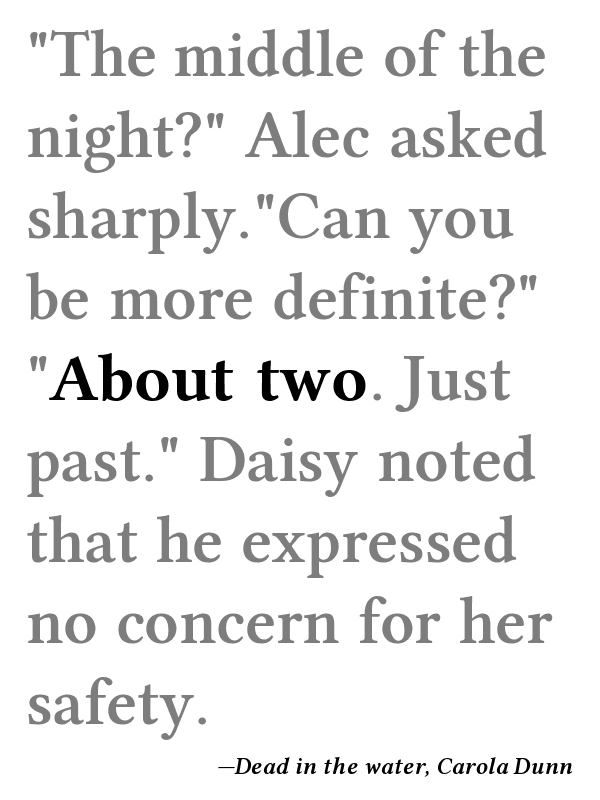 "The middle of the
night?" Alec asked
sharply."Can you
be more definite?"
"About two. Just
past." Daisy noted
that he expressed
no concern for her
safety.
—Dead in the water, Carola Dunn